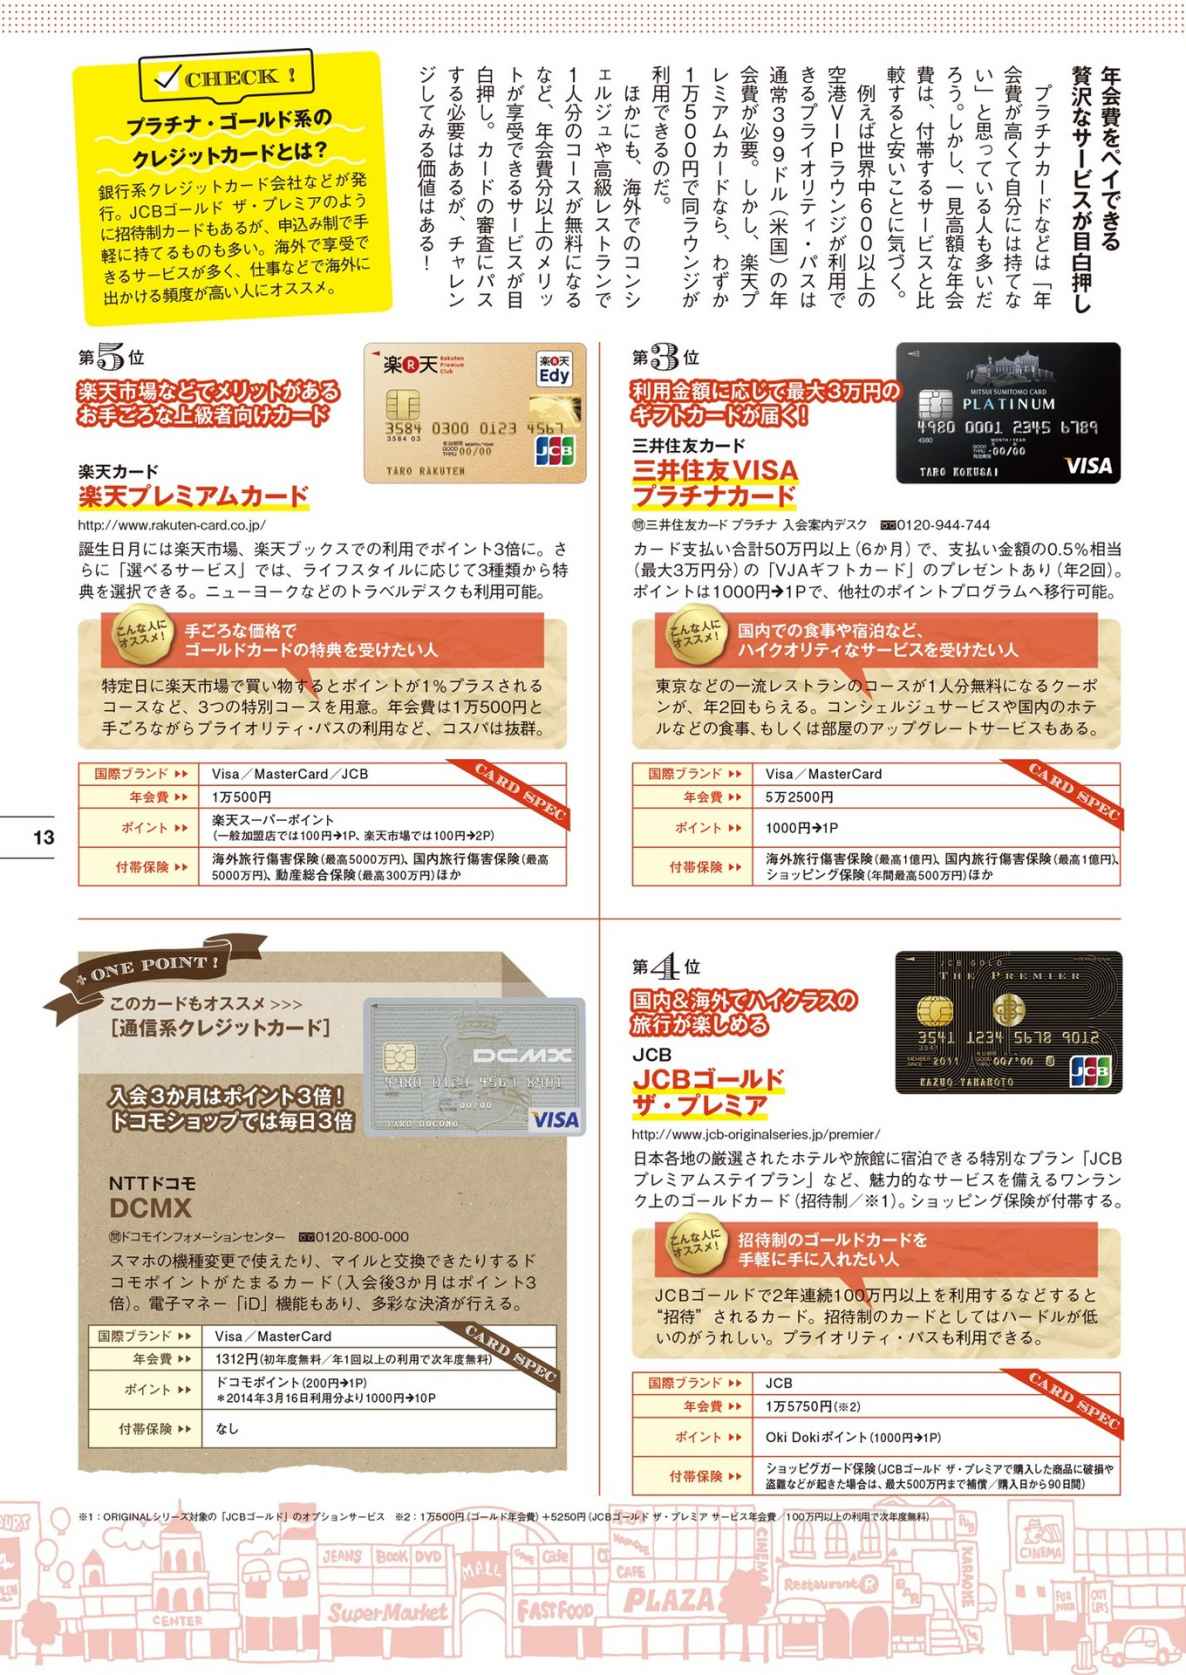 年会費をペイできる
贅沢なサービスが目白押し
プラチナカードなどは「年
会費が高くて自分には持てな
い」と思っている人も多いだ
ろう。しかし、一見高額な年会
費は、付帯するサービスと比
較すると安いことに気づく。
例えば世界中600以上の
空港VIPラウンジが利用で
きるプライオリティ・パスは
通常399ドル(米国)の年
会費が必要。しかし、楽天プ
レミアムカードなら、わずか
1万500円で同ラウンジが
利用できるのだ。
ほかにも、海外でのコンシ
ェルジュや高級レストランで
1人分のコースが無料になる
など、年会費分以上のメリッ
トが享受できるサービスが目
白押し。カードの審査にパス
する必要はあるが、チャレン
ジしてみる価値はある!
CHECK!
プラチナ・ゴールド系の
クレジットカードとは?
銀行系クレジットカード会社などが発
行。JCBゴールド ザ・プレミアのよう
に招待制カードもあるが、申込み制で手
軽に持てるものも多い。海外で享受で
きるサービスが多く、仕事などで海外に
出かける頻度が高い人にオススメ。
第3位
利用金額に応じて最大3万円の
ギフトカードが届く!
三井住友カード
三井住友VISA
プラチナカード
MITSUI SUMITOMO CARD
PLATINUM
4980 0001 2345 6789
4980
MONTH/YEAR
GOOD THRU
00/00
TARO KOKUSAI
VISA
問三井住友カード プラチナ 入会案内デスク 0120-944-744
カード支払い合計50万円以上(6か月)で、支払い金額の0.5%相当
(最大3万円分)の「VJAギフトカード」のプレゼントあり(年2回)。
ポイントは1000円→1Pで、他社のポイントプログラムへ移行可能。
こんな人に
オススメ!
国内での食事や宿泊など、
ハイクオリティなサービスを受けたい人
東京などの一流レストランのコースが1人分無料になるクーポ
ンが、年2回もらえる。コンシェルジュサービスや国内のホテ
ルなどの食事、もしくは部屋のアップグレートサービスもある。
CARD SPEC
国際ブランド Visa/MasterCard
年会費 5万2500円
ポイント 1000円→1P
付帯保険 海外旅行傷害保険(最高1億円)、国内旅行傷害保険(最高1億円)、
ショッピング保険(年間最高500万円)ほか
第4位
国内&海外でハイクラスの
旅行が楽しめる
JCB
JCBゴールド
ザ・プレミア
JCB GOLD
THE PREMIER
3541 1234 5678 9012
3541
MEMBER SINCE 2011
GOOD THRU
00/'00
KAZUO YAMAMOTO
JCB
http://www.jcb-originalseries.jp/premier/
日本各地の厳選されたホテルや旅館に宿泊できる特別なプラン「JCB
プレミアムステイプラン」など、魅力的なサービスを備えるワンラン
ク上のゴールドカード(招待制/※1)。ショッピング保険が付帯する。
こんな人に
オススメ!
招待制のゴールドカードを
手軽に手に入れたい人
JCBゴールドで2年連続100万円以上を利用するなどすると
“招待”されるカード。招待制のカードとしてはハードルが低
いのがうれしい。プライオリティ・パスも利用できる。
CARD SPEC
国際ブランド JCB
年会費 1万5750円(※2)
ポイント Oki Dokiポイント(1000円→1P)
付帯保険 ショッピグガード保険(JCBゴールド ザ・プレミアで購入した商品に破損や
盗難などが起きた場合は、最大500万円まで補償/購入日から90日間)
第5位
楽天市場などでメリットがある
お手ごろな上級者向けカード
楽天カード
楽天プレミアムカード
楽R天
Rakuten
Premium
Club
楽R天
Edy
3584 0300 0123 4567
3584 03
MONTH/YEAR
GOOD THRU
00/00
TARO RAKUTEN
JCB
http://www.rakuten-card.co.jp/
誕生日月には楽天市場、楽天ブックスでの利用でポイント3倍に。さ
らに「選べるサービス」では、ライフスタイルに応じて3種類から特
典を選択できる。ニューヨークなどのトラベルデスクも利用可能。
こんな人に
オススメ!
手ごろな価格で
ゴールドカードの特典を受けたい人
特定日に楽天市場で買い物するとポイントが1%プラスされる
コースなど、3つの特別コースを用意。年会費は1万500円と
手ごろながらプライオリティ・パスの利用など、コスパは抜群。
CARD SPEC
国際ブランド Visa/MasterCard/JCB
年会費 1万500円
ポイント 楽天スーパーポイント
(一般加盟店では100円→1P、楽天市場では100円→2P)
付帯保険 海外旅行傷害保険(最高5000万円)、国内旅行傷害保険(最高
5000万円)、動産総合保険(最高300万円)ほか
13
ONE POINT!
このカードもオススメ>>>
[通信系クレジットカード]
入会3か月はポイント3倍!
ドコモショップでは毎日3倍
DCMX
4980 0123 4567 8901
00/00
TARO DOCOMO
VISA
NTTドコモ
DCMX
問ドコモインフォメーションセンター 0120-800-000
スマホの機種変更で使えたり、マイルと交換できたりするド
コモポイントがたまるカード(入会後3か月はポイント3
倍)。電子マネー「iD」機能もあり、多彩な決済が行える。
CARD SPEC
国際ブランド Visa/MasterCard
年会費 1312円(初年度無料/年1回以上の利用で次年度無料)
ポイント ドコモポイント(200円→1P)
*2014年3月16日利用分より1000円→10P
付帯保険 なし
※1:ORIGINALシリーズ対象の「JCBゴールド」のオプションサービス ※2:1万500円(ゴールド年会費)+5250円(JCBゴールド ザ・プレミア サービス年会費/100万円以上の利用で次年度無料)
CENTER
JEANS
BOOK
DVD
SuperMarket
MALL
Cafe
FASTFOOD
CAFE
PLAZA
CINEMA
Restaurant R
BAR
KARAOKE
CINEMA
OUTLETS